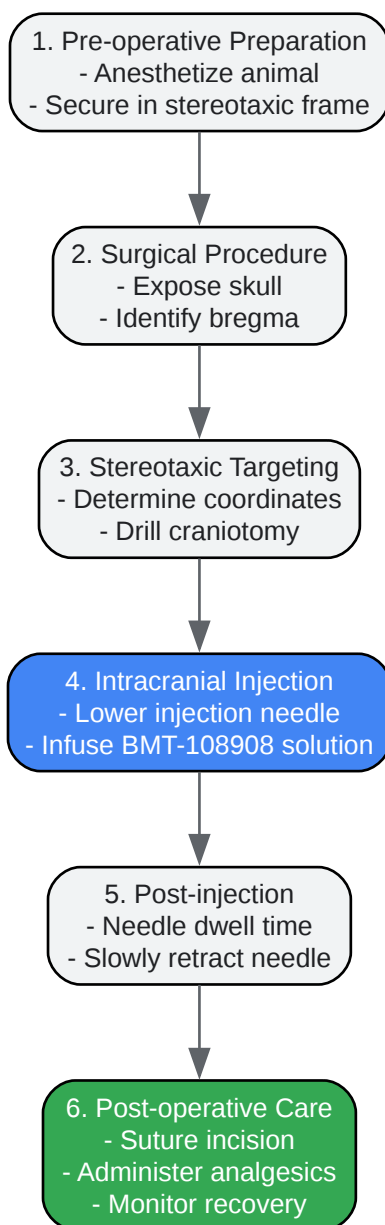 1. Pre-operative Preparation
- Anesthetize animal
- Secure in stereotaxic frame
2. Surgical Procedure
- Expose skull
- Identify bregma
3. Stereotaxic Targeting
- Determine coordinates
- Drill craniotomy
4. Intracranial Injection
- Lower injection needle
- Infuse BMT-108908 solution
5. Post-injection
- Needle dwell time
- Slowly retract needle
6. Post-operative Care
- Suture incision
- Administer analgesics
- Monitor recovery